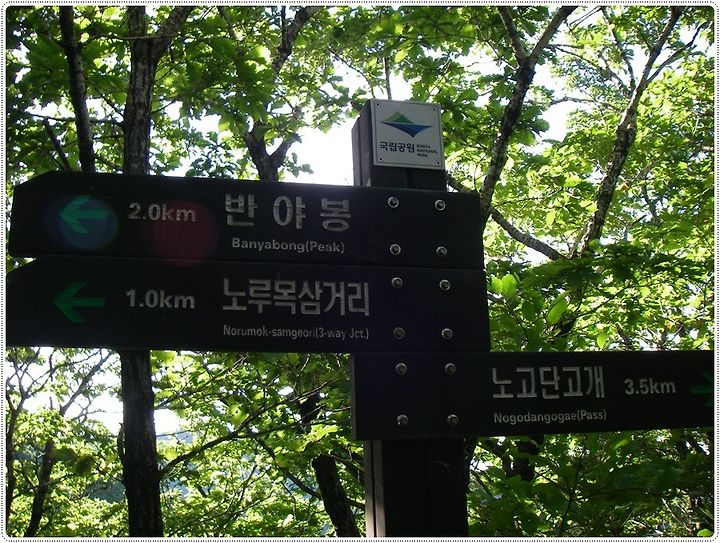 국립공원 KOREA NATIONAL PARK
2.0km 반야봉
Banyabong(Peak)
1.0km 노루목삼거리
Norumok-samgeori(3-way Jct.)
노고단고개 3.5km
Nogodangogae(Pass)